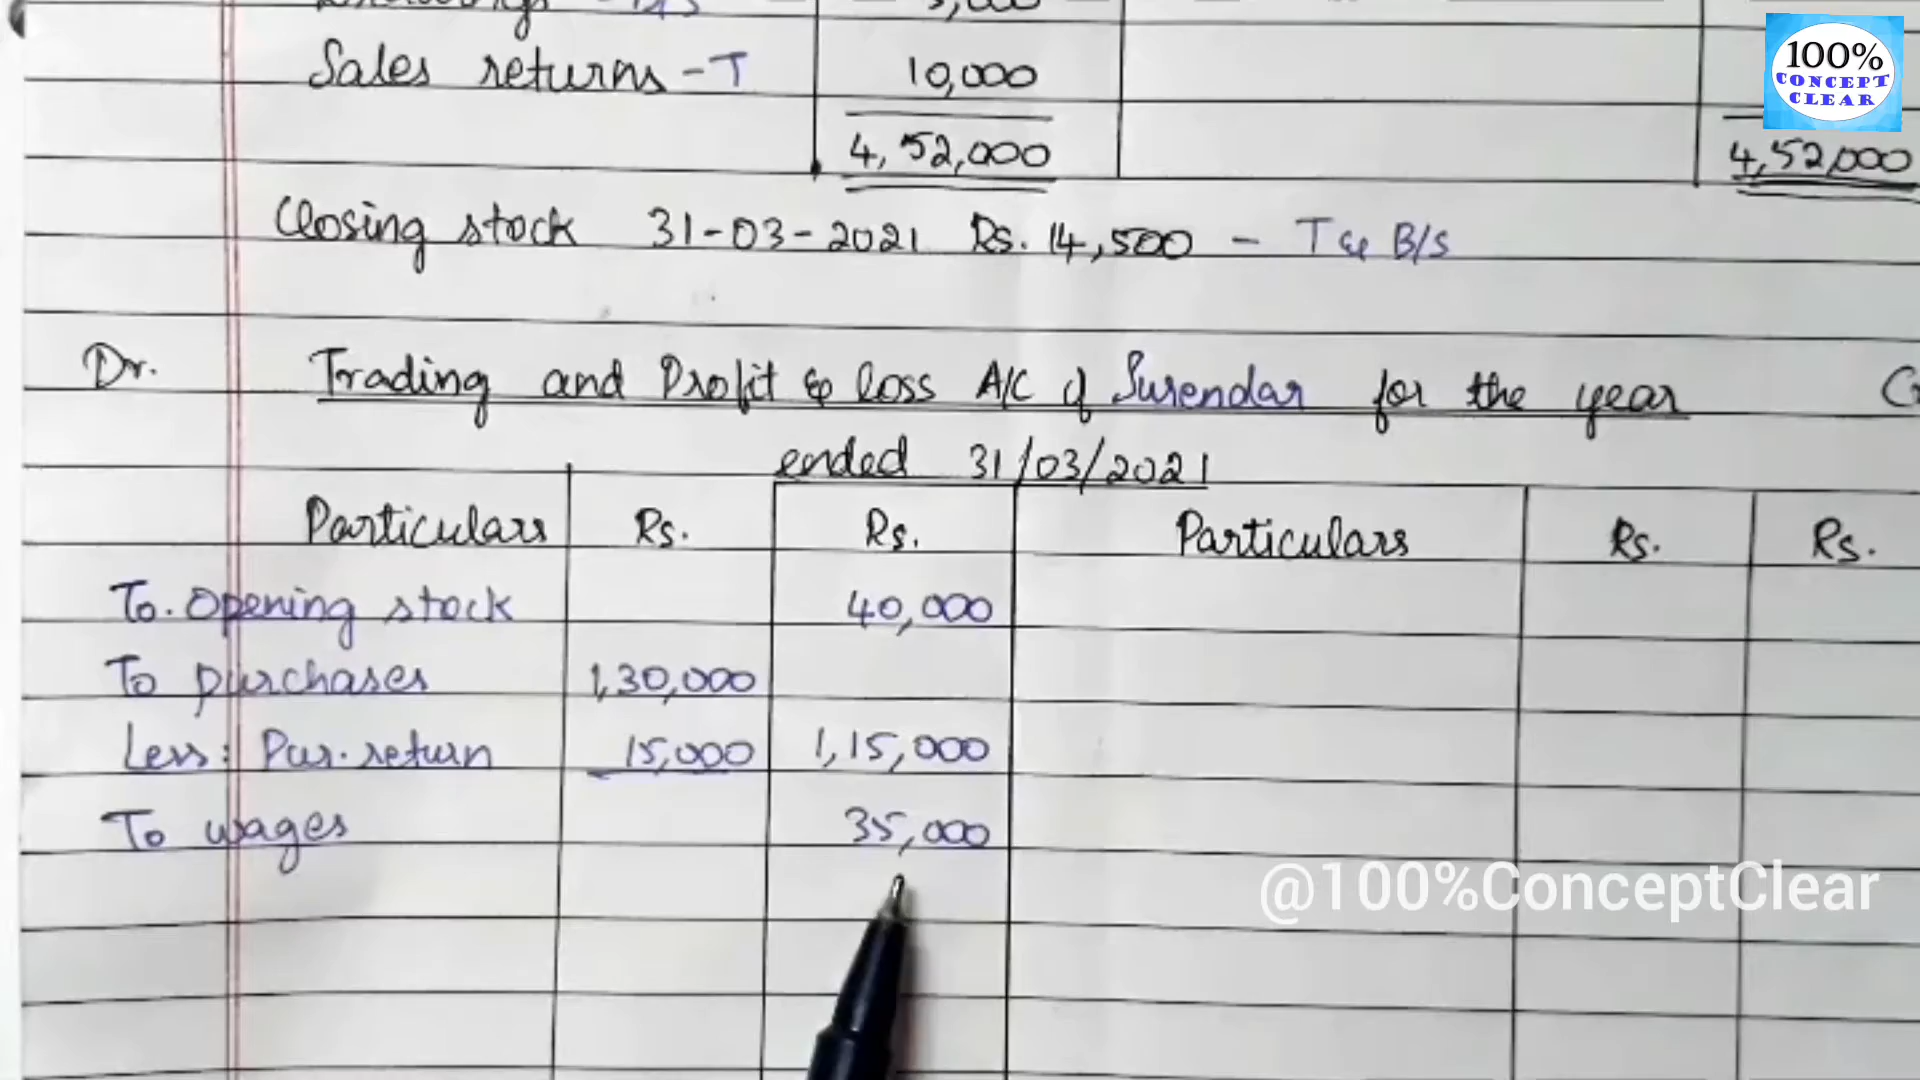 Sales returns - T 10,000
4,52,000 4,52,000
Closing stock 31-03-2021 Rs. 14,500 - T & B/S
Dr. Trading and Profit & loss A/C of Surendar for the year
ended 31/03/2021
Particulars Rs. Rs. Particulars Rs. Rs.
To. Opening stock 40,000
To purchases 1,30,000
Less: Pur. return 15,000 1,15,000
To wages 35,000
100%
CONCEPT
CLEAR
@100%ConceptClear